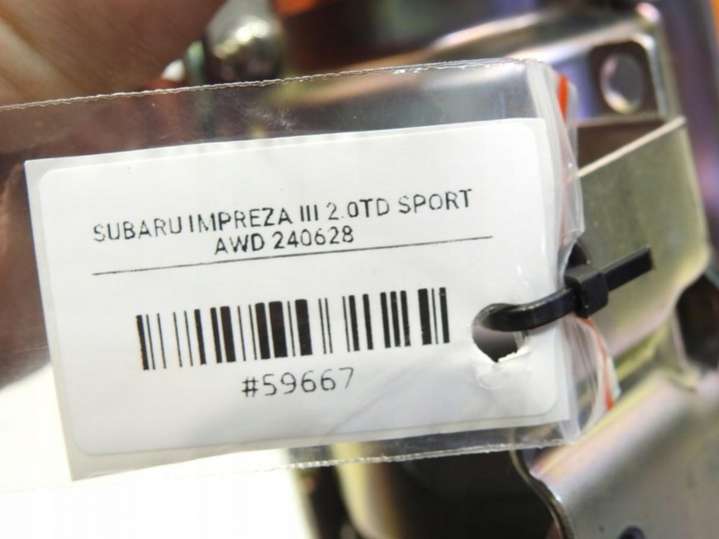 SUBARU IMPREZA III 2.0TD SPORT
AWD 240628
#59667